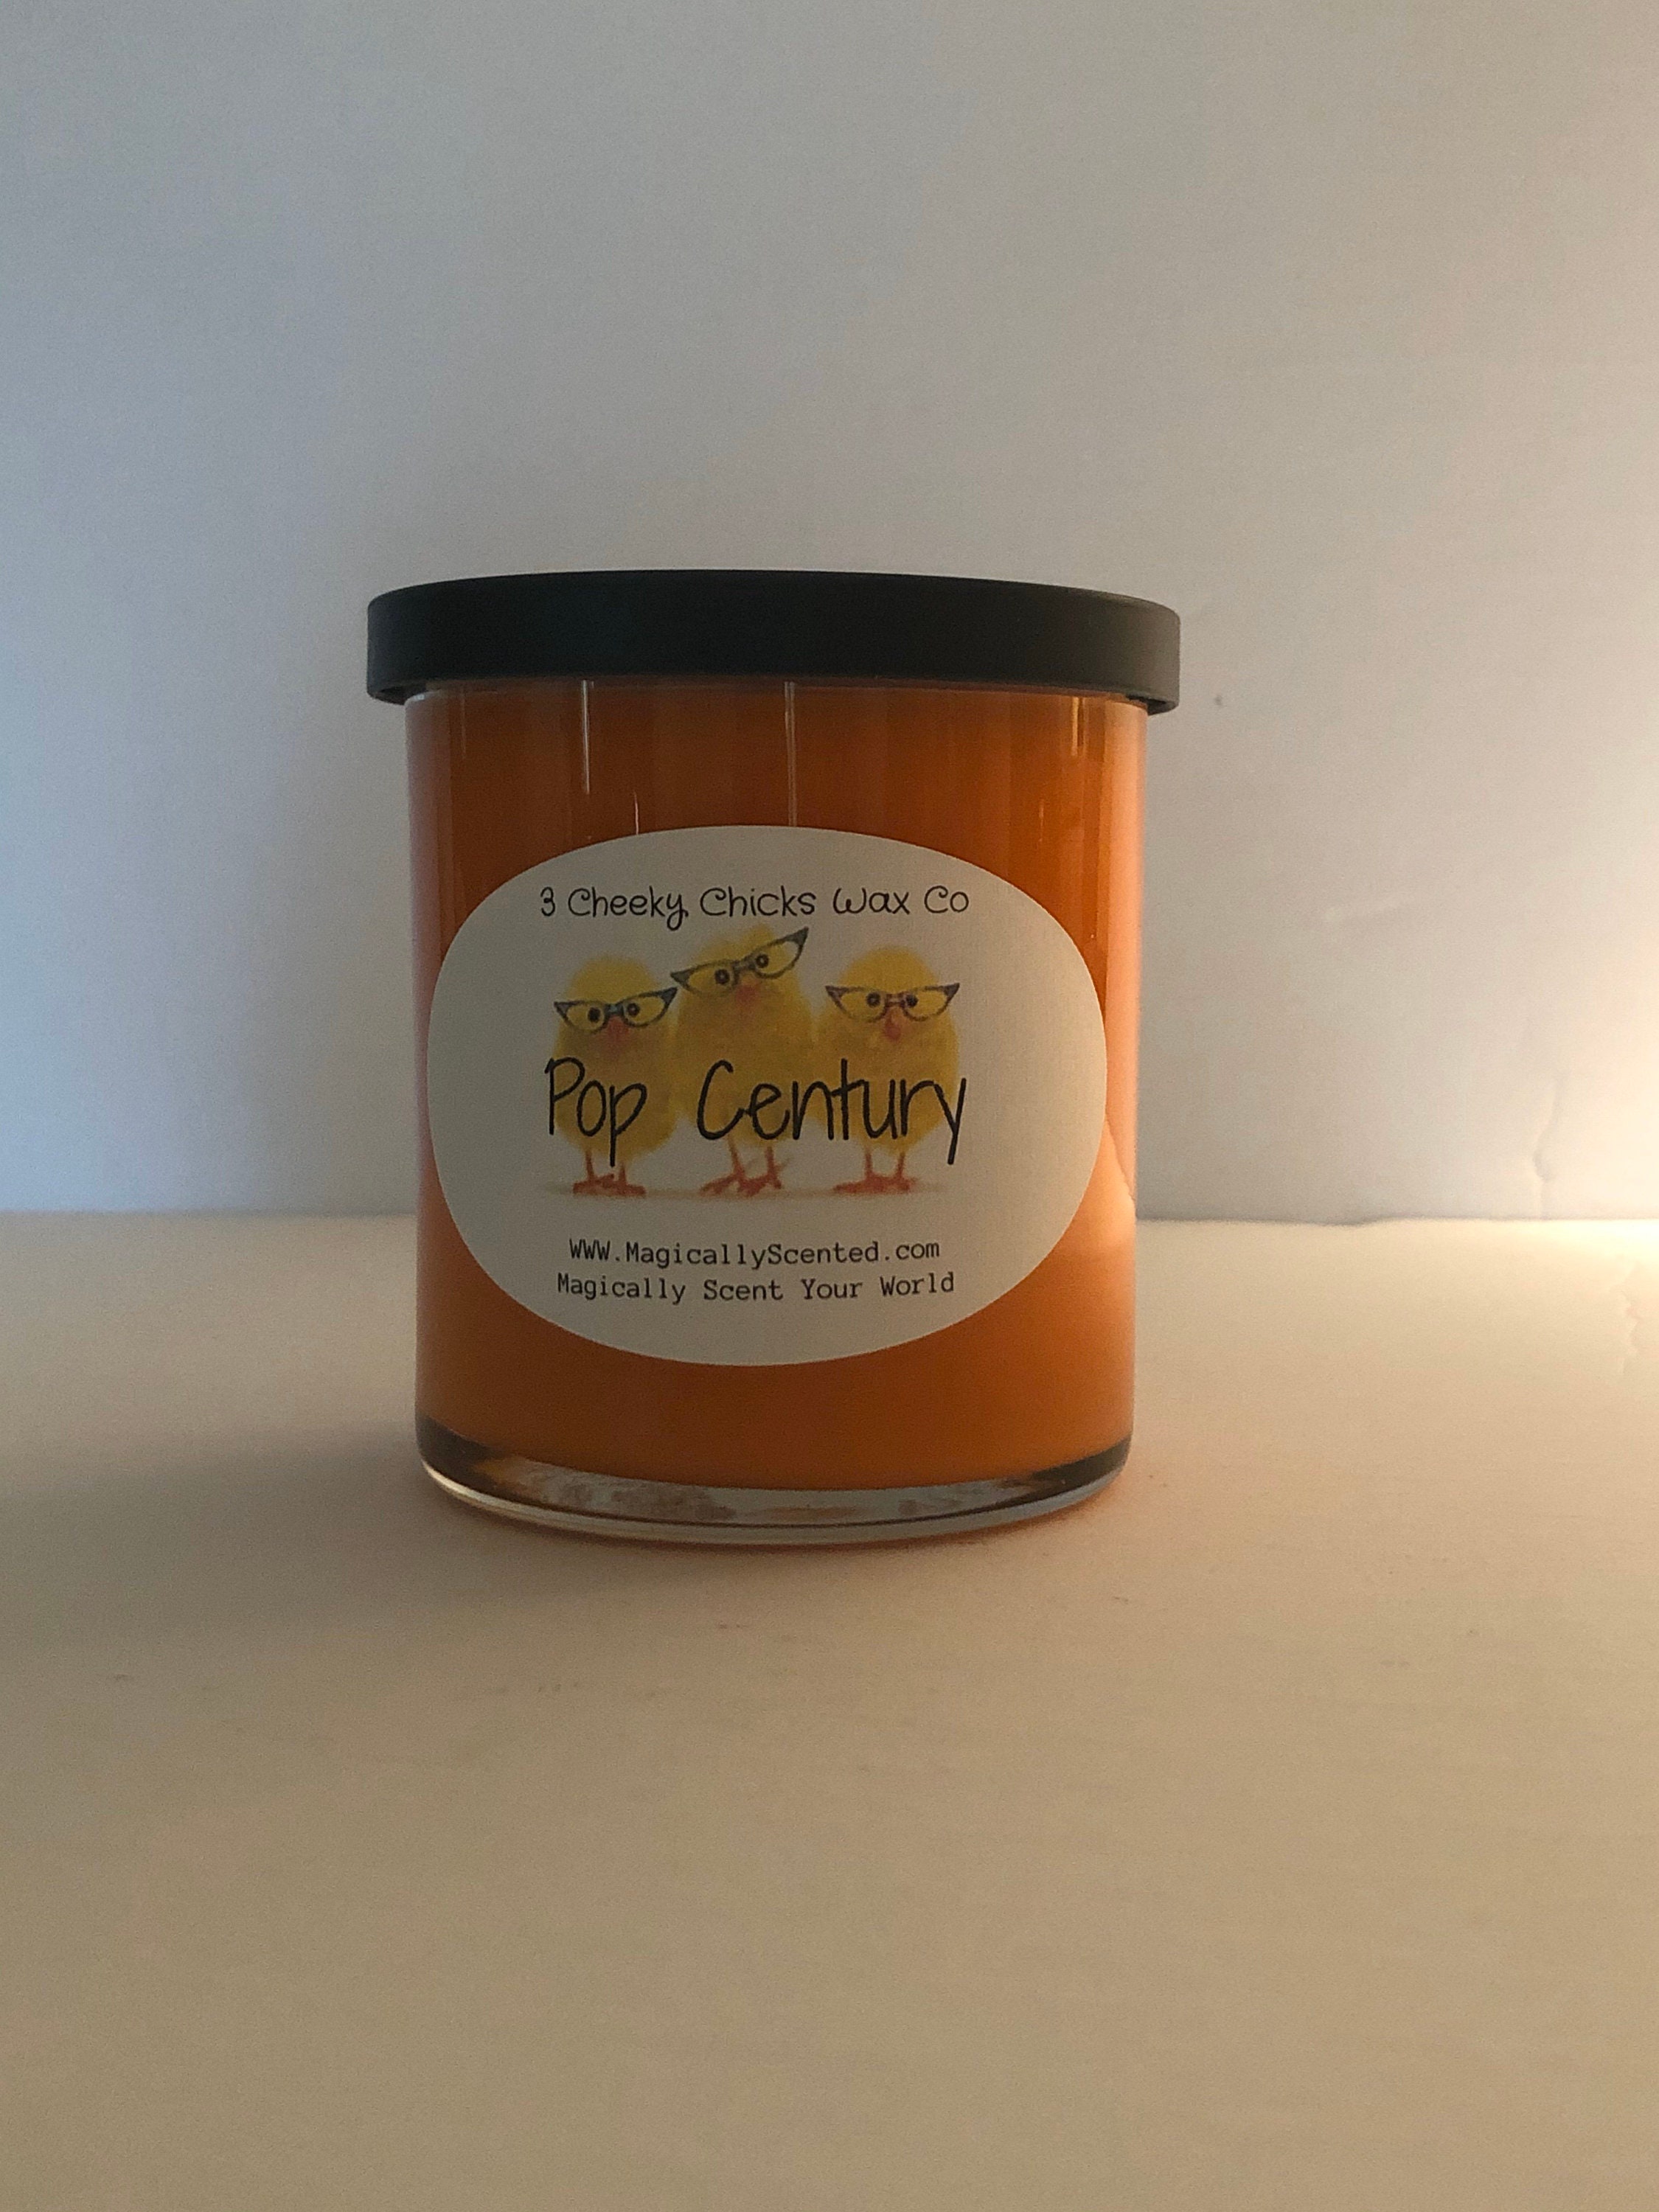 3 Cheeky Chicks Wax Co
Pop Century
WWW.MagicallyScented.com
Magically Scent Your World